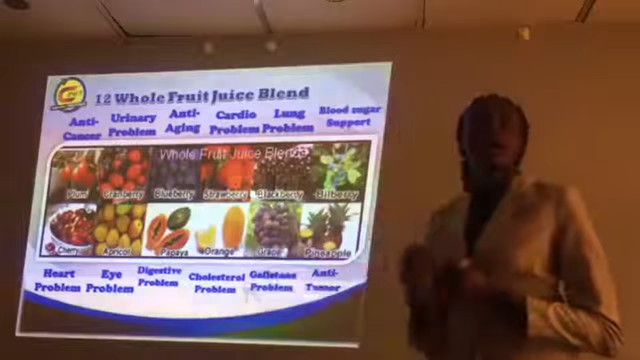 12 Whole Fruit Juice Blend
Anti-Cancer
Urinary Problem
Anti-Aging
Cardio Problem
Lung Problem
Blood sugar Support
Whole Fruit Juice Blends
Plum Cranberry Blueberry Strawberry Blackberry Bilberry
Cherry Apricot Papaya Orange Grape Pineapple
Heart Problem
Eye Problem
Digestive Problem
Cholesterol Problem
Gallstone Problem
Anti-Tumor